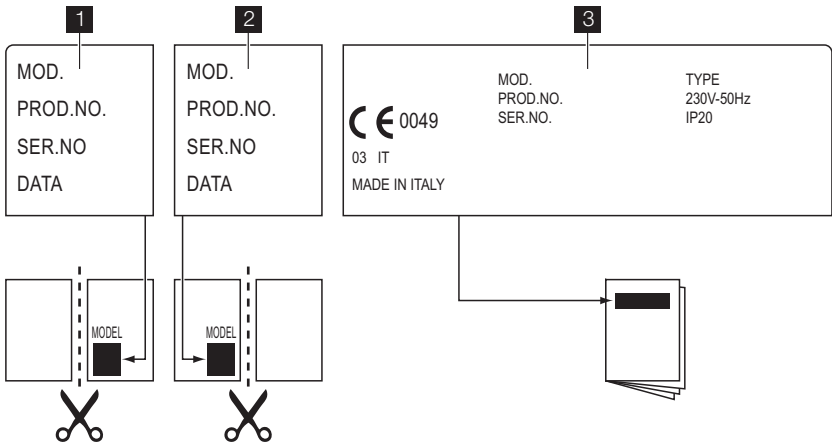 1
2
3
MOD.
PROD.NO.
SER.NO
DATA
MOD.
PROD.NO.
SER.NO
DATA
CE 0049
03 IT
MADE IN ITALY
MOD.
PROD.NO.
SER.NO.
TYPE
230V-50Hz
IP20
MODEL
MODEL